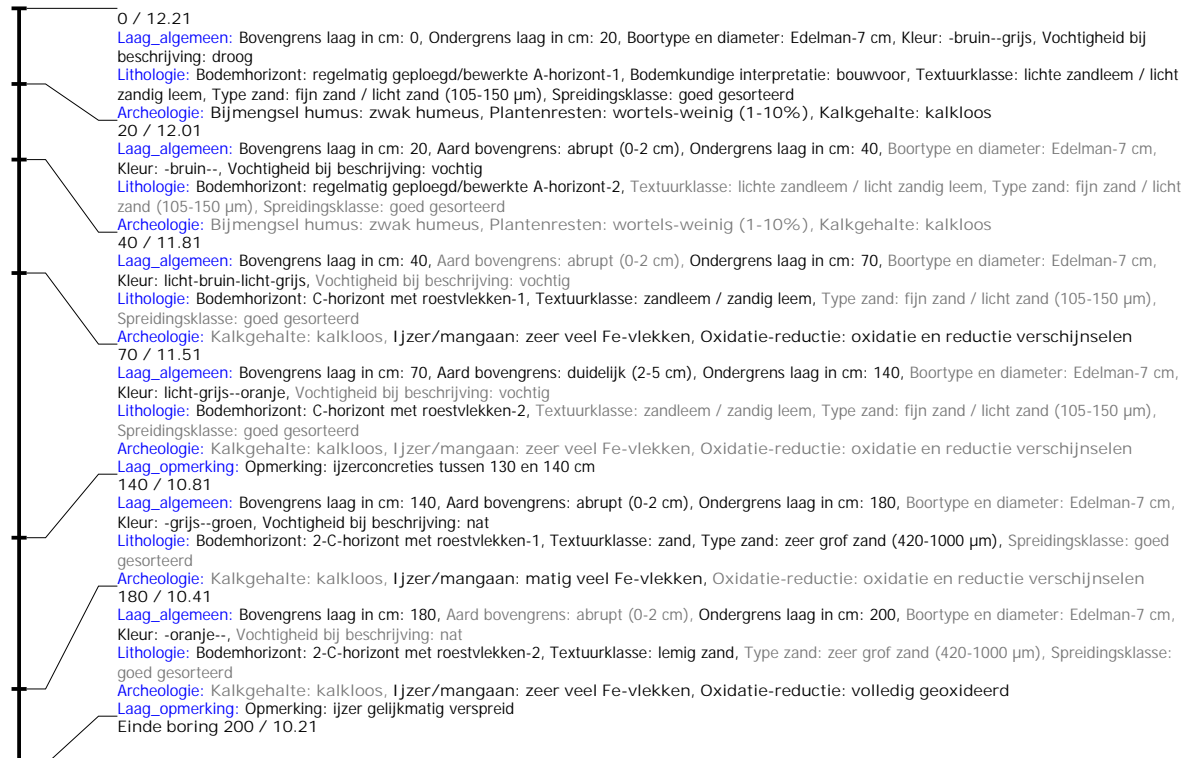 0 / 12.21
Laag_algemeen: Bovengrens laag in cm: 0, Ondergrens laag in cm: 20, Boortype en diameter: Edelman-7 cm, Kleur: -bruin--grijs, Vochtigheid bij
beschrijving: droog
Lithologie: Bodemhorizont: regelmatig geploegd/bewerkte A-horizont-1, Bodemkundige interpretatie: bouwvoor, Textuurklasse: lichte zandleem / licht
zandig leem, Type zand: fijn zand / licht zand (105-150 µm), Spreidingsklasse: goed gesorteerd
Archeologie: Bijmengsel humus: zwak humeus, Plantenresten: wortels-weinig (1-10%), Kalkgehalte: kalkloos
20 / 12.01
Laag_algemeen: Bovengrens laag in cm: 20, Aard bovengrens: abrupt (0-2 cm), Ondergrens laag in cm: 40, Boortype en diameter: Edelman-7 cm,
Kleur: -bruin--, Vochtigheid bij beschrijving: vochtig
Lithologie: Bodemhorizont: regelmatig geploegd/bewerkte A-horizont-2, Textuurklasse: lichte zandleem / licht zandig leem, Type zand: fijn zand / licht
zand (105-150 µm), Spreidingsklasse: goed gesorteerd
Archeologie: Bijmengsel humus: zwak humeus, Plantenresten: wortels-weinig (1-10%), Kalkgehalte: kalkloos
40 / 11.81
Laag_algemeen: Bovengrens laag in cm: 40, Aard bovengrens: abrupt (0-2 cm), Ondergrens laag in cm: 70, Boortype en diameter: Edelman-7 cm,
Kleur: licht-bruin-licht-grijs, Vochtigheid bij beschrijving: vochtig
Lithologie: Bodemhorizont: C-horizont met roestvlekken-1, Textuurklasse: zandleem / zandig leem, Type zand: fijn zand / licht zand (105-150 µm),
Spreidingsklasse: goed gesorteerd
Archeologie: Kalkgehalte: kalkloos, Ijzer/mangaan: zeer veel Fe-vlekken, Oxidatie-reductie: oxidatie en reductie verschijnselen
70 / 11.51
Laag_algemeen: Bovengrens laag in cm: 70, Aard bovengrens: duidelijk (2-5 cm), Ondergrens laag in cm: 140, Boortype en diameter: Edelman-7 cm,
Kleur: licht-grijs--oranje, Vochtigheid bij beschrijving: vochtig
Lithologie: Bodemhorizont: C-horizont met roestvlekken-2, Textuurklasse: zandleem / zandig leem, Type zand: fijn zand / licht zand (105-150 µm),
Spreidingsklasse: goed gesorteerd
Archeologie: Kalkgehalte: kalkloos, Ijzer/mangaan: zeer veel Fe-vlekken, Oxidatie-reductie: oxidatie en reductie verschijnselen
Laag_opmerking: Opmerking: ijzerconcreties tussen 130 en 140 cm
140 / 10.81
Laag_algemeen: Bovengrens laag in cm: 140, Aard bovengrens: abrupt (0-2 cm), Ondergrens laag in cm: 180, Boortype en diameter: Edelman-7 cm,
Kleur: -grijs--groen, Vochtigheid bij beschrijving: nat
Lithologie: Bodemhorizont: 2-C-horizont met roestvlekken-1, Textuurklasse: zand, Type zand: zeer grof zand (420-1000 µm), Spreidingsklasse: goed
gesorteerd
Archeologie: Kalkgehalte: kalkloos, Ijzer/mangaan: matig veel Fe-vlekken, Oxidatie-reductie: oxidatie en reductie verschijnselen
180 / 10.41
Laag_algemeen: Bovengrens laag in cm: 180, Aard bovengrens: abrupt (0-2 cm), Ondergrens laag in cm: 200, Boortype en diameter: Edelman-7 cm,
Kleur: -oranje--, Vochtigheid bij beschrijving: nat
Lithologie: Bodemhorizont: 2-C-horizont met roestvlekken-2, Textuurklasse: lemig zand, Type zand: zeer grof zand (420-1000 µm), Spreidingsklasse:
goed gesorteerd
Archeologie: Kalkgehalte: kalkloos, Ijzer/mangaan: zeer veel Fe-vlekken, Oxidatie-reductie: volledig geoxideerd
Laag_opmerking: Opmerking: ijzer gelijkmatig verspreid
Einde boring 200 / 10.21